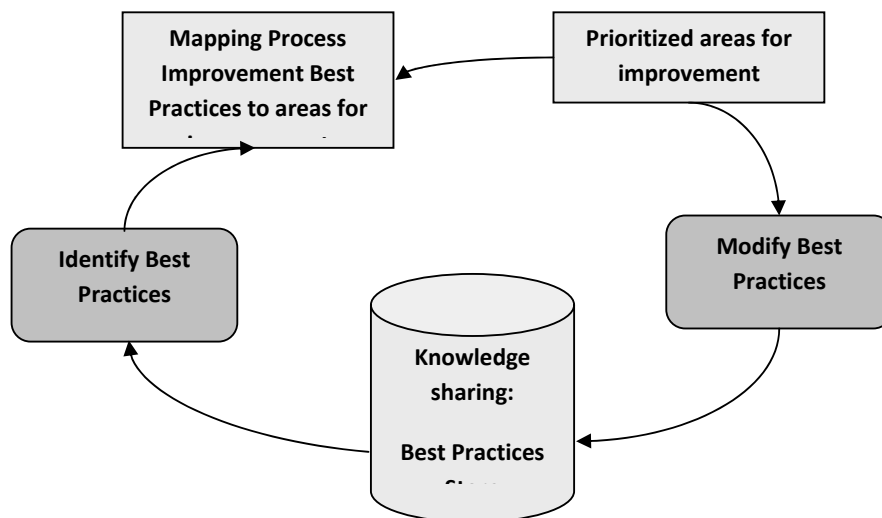 Mapping Process
Improvement Best
Practices to areas for
Prioritized areas for
improvement
Identify Best
Practices
Modify Best
Practices
Knowledge
sharing:
Best Practices